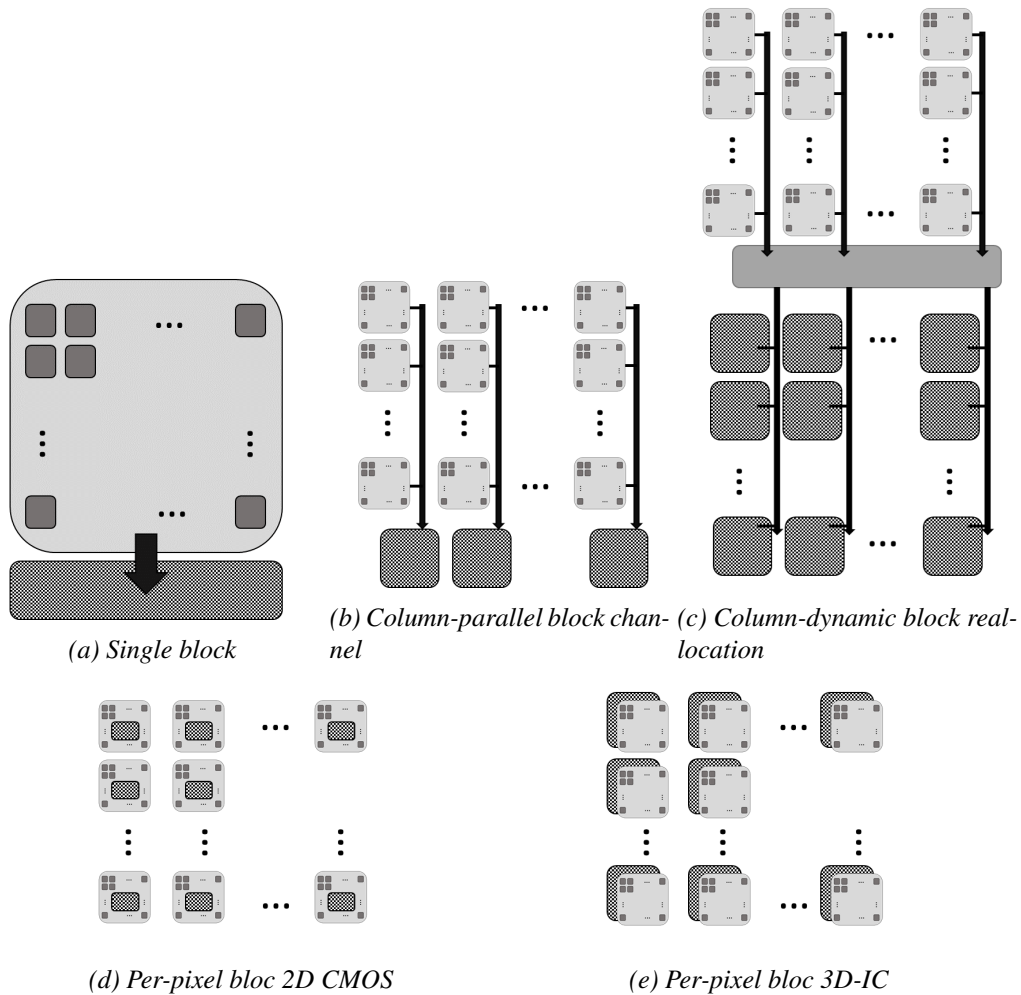 (a) Single block
(b) Column-parallel block chan-
nel
(c) Column-dynamic block real-
location
(d) Per-pixel bloc 2D CMOS
(e) Per-pixel bloc 3D-IC